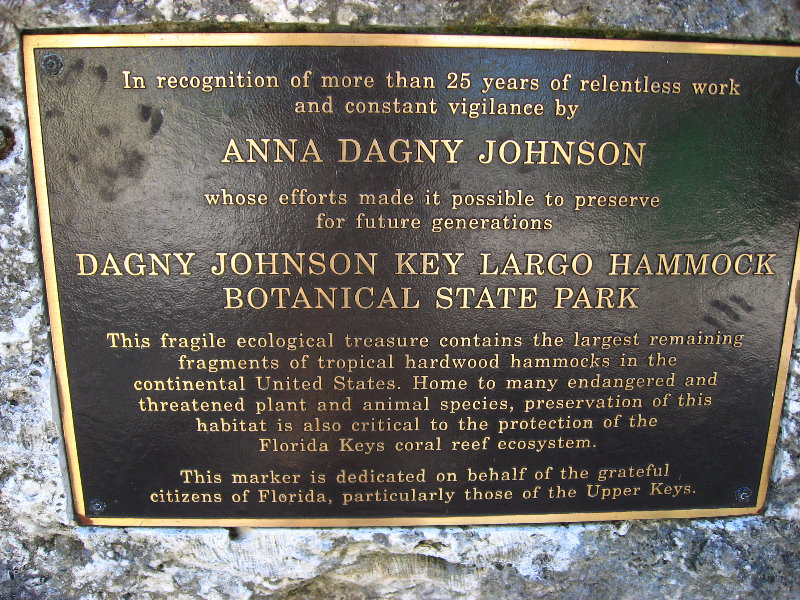 In recognition of more than 25 years of relentless work
and constant vigilance by
ANNA DAGNY JOHNSON
whose efforts made it possible to preserve
for future generations
DAGNY JOHNSON KEY LARGO HAMMOCK
BOTANICAL STATE PARK
This fragile ecological treasure contains the largest remaining
fragments of tropical hardwood hammocks in the
continental United States. Home to many endangered and
threatened plant and animal species, preservation of this
habitat is also critical to the protection of the
Florida Keys coral reef ecosystem.
This marker is dedicated on behalf of the grateful
citizens of Florida, particularly those of the Upper Keys.